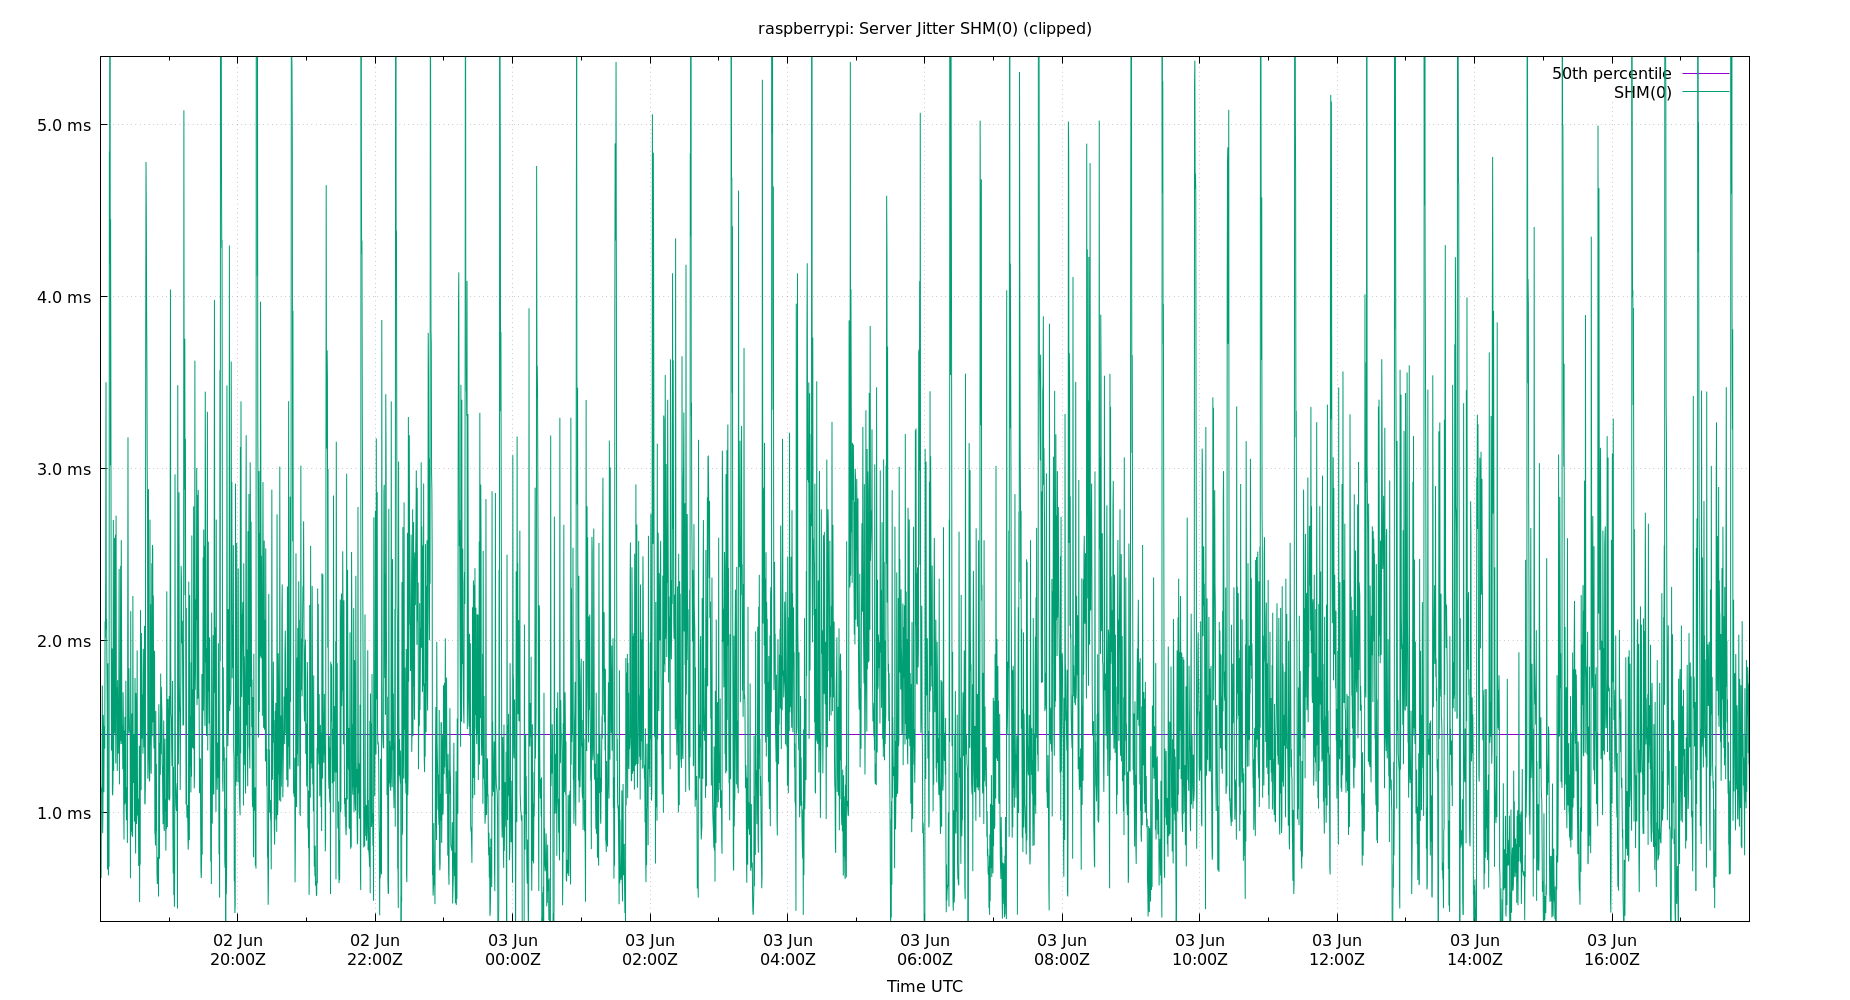 raspberrypi: Server Jitter SHM(0) (clipped)
50th percentile
SHM(0)
5.0 ms
4.0 ms
3.0 ms
2.0 ms
1.0 ms
02 Jun 02 Jun 03 Jun 03 Jun 03 Jun 03 Jun 03 Jun 03 Jun 03 Jun 03 Jun 03 Jun
20:00Z 22:00Z 00:00Z 02:00Z 04:00Z 06:00Z 08:00Z 10:00Z 12:00Z 14:00Z 16:00Z
Time UTC